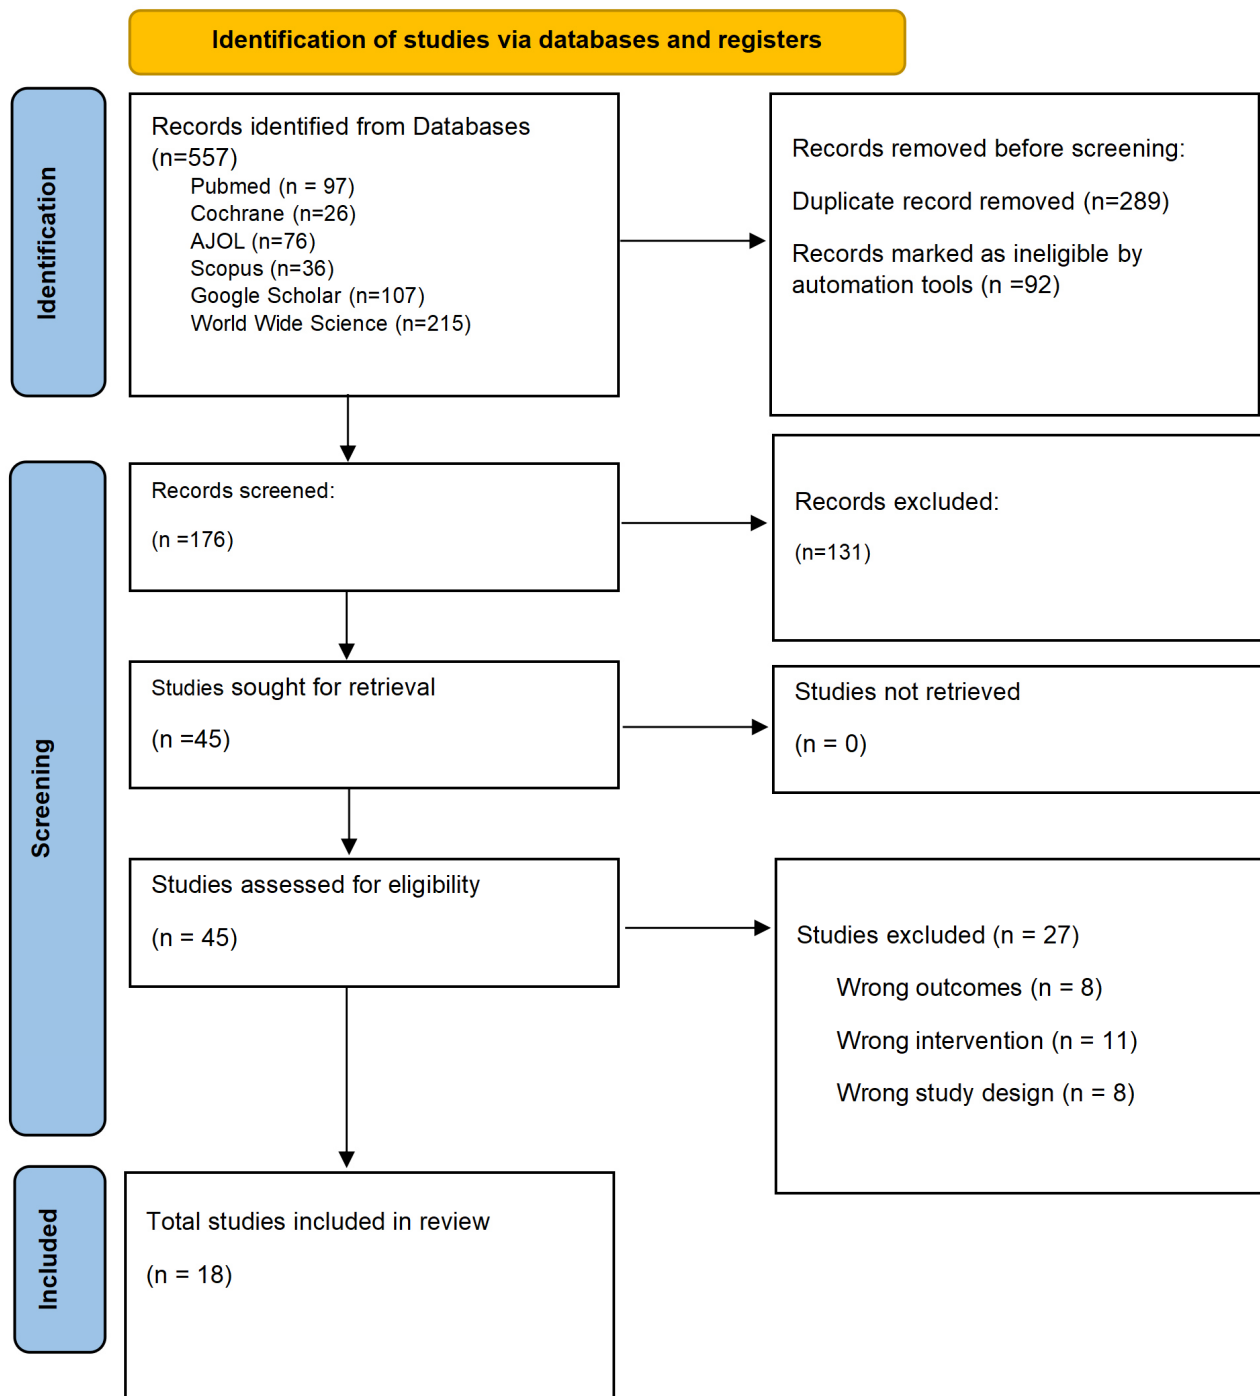 Identification of studies via databases and registers
Identification
Records identified from Databases
(n=557)
Pubmed (n = 97)
Cochrane (n=26)
AJOL (n=76)
Scopus (n=36)
Google Scholar (n=107)
World Wide Science (n=215)
Records removed before screening:
Duplicate record removed (n=289)
Records marked as ineligible by
automation tools (n =92)
Screening
Records screened:
(n =176)
Records excluded:
(n=131)
Studies sought for retrieval
(n =45)
Studies not retrieved
(n = 0)
Studies assessed for eligibility
(n = 45)
Studies excluded (n = 27)
Wrong outcomes (n = 8)
Wrong intervention (n = 11)
Wrong study design (n = 8)
Included
Total studies included in review
(n = 18)